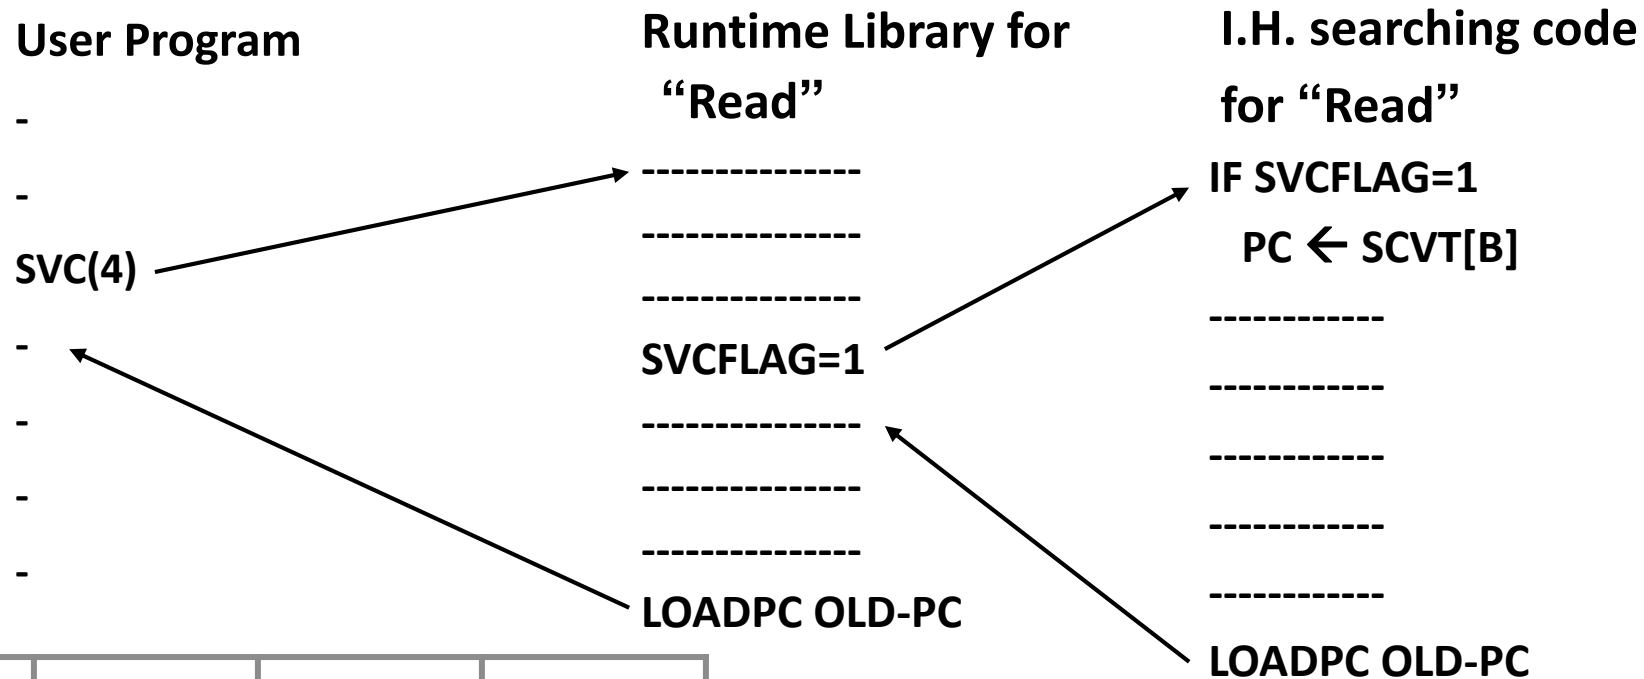 User Program
-
-
SVC(4)
-
-
-
-
Runtime Library for
“Read”
---------------
---------------
---------------
SVCFLAG=1
---------------
---------------
---------------
LOADPC OLD-PC
I.H. searching code
for “Read”
IF SVCFLAG=1
PC ← SCVT[B]
------------
------------
------------
------------
------------
LOADPC OLD-PC